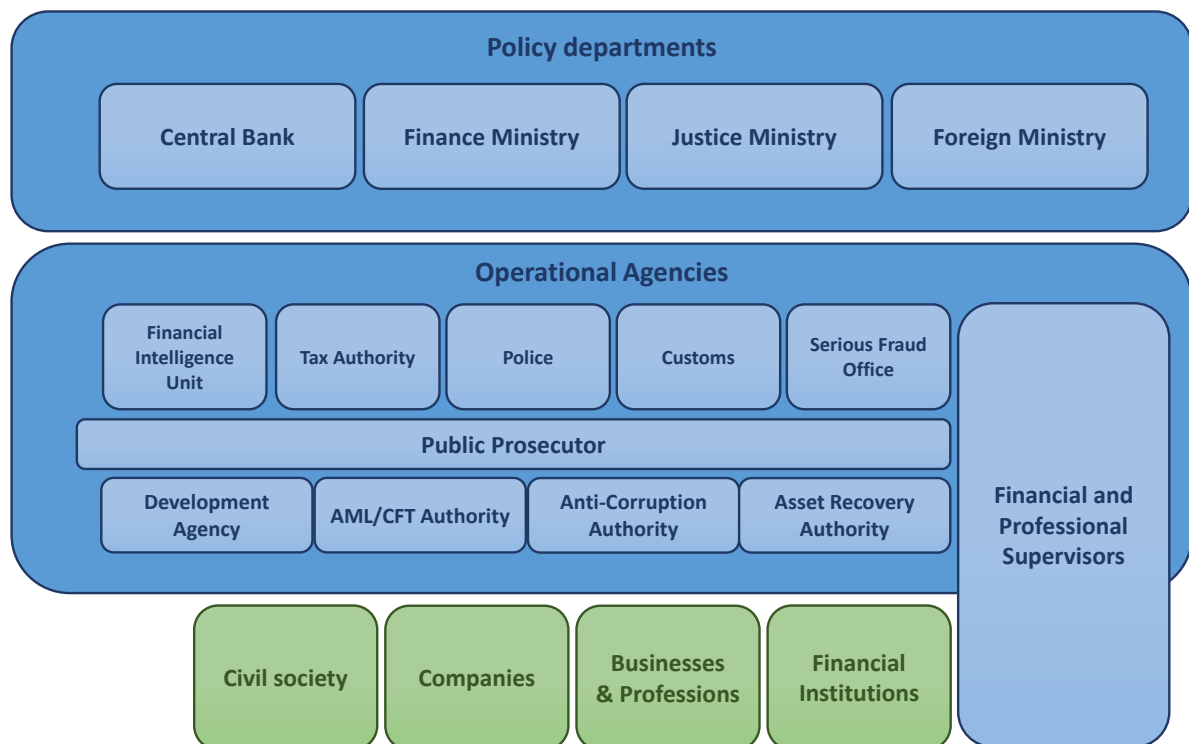 Policy departments
Central Bank
Finance Ministry
Justice Ministry
Foreign Ministry
Operational Agencies
Financial
Intelligence
Unit
Tax Authority
Police
Customs
Serious Fraud
Office
Public Prosecutor
Development
Agency
AML/CFT Authority
Anti-Corruption
Authority
Asset Recovery
Authority
Financial and
Professional
Supervisors
Civil society
Companies
Businesses
& Professions
Financial
Institutions